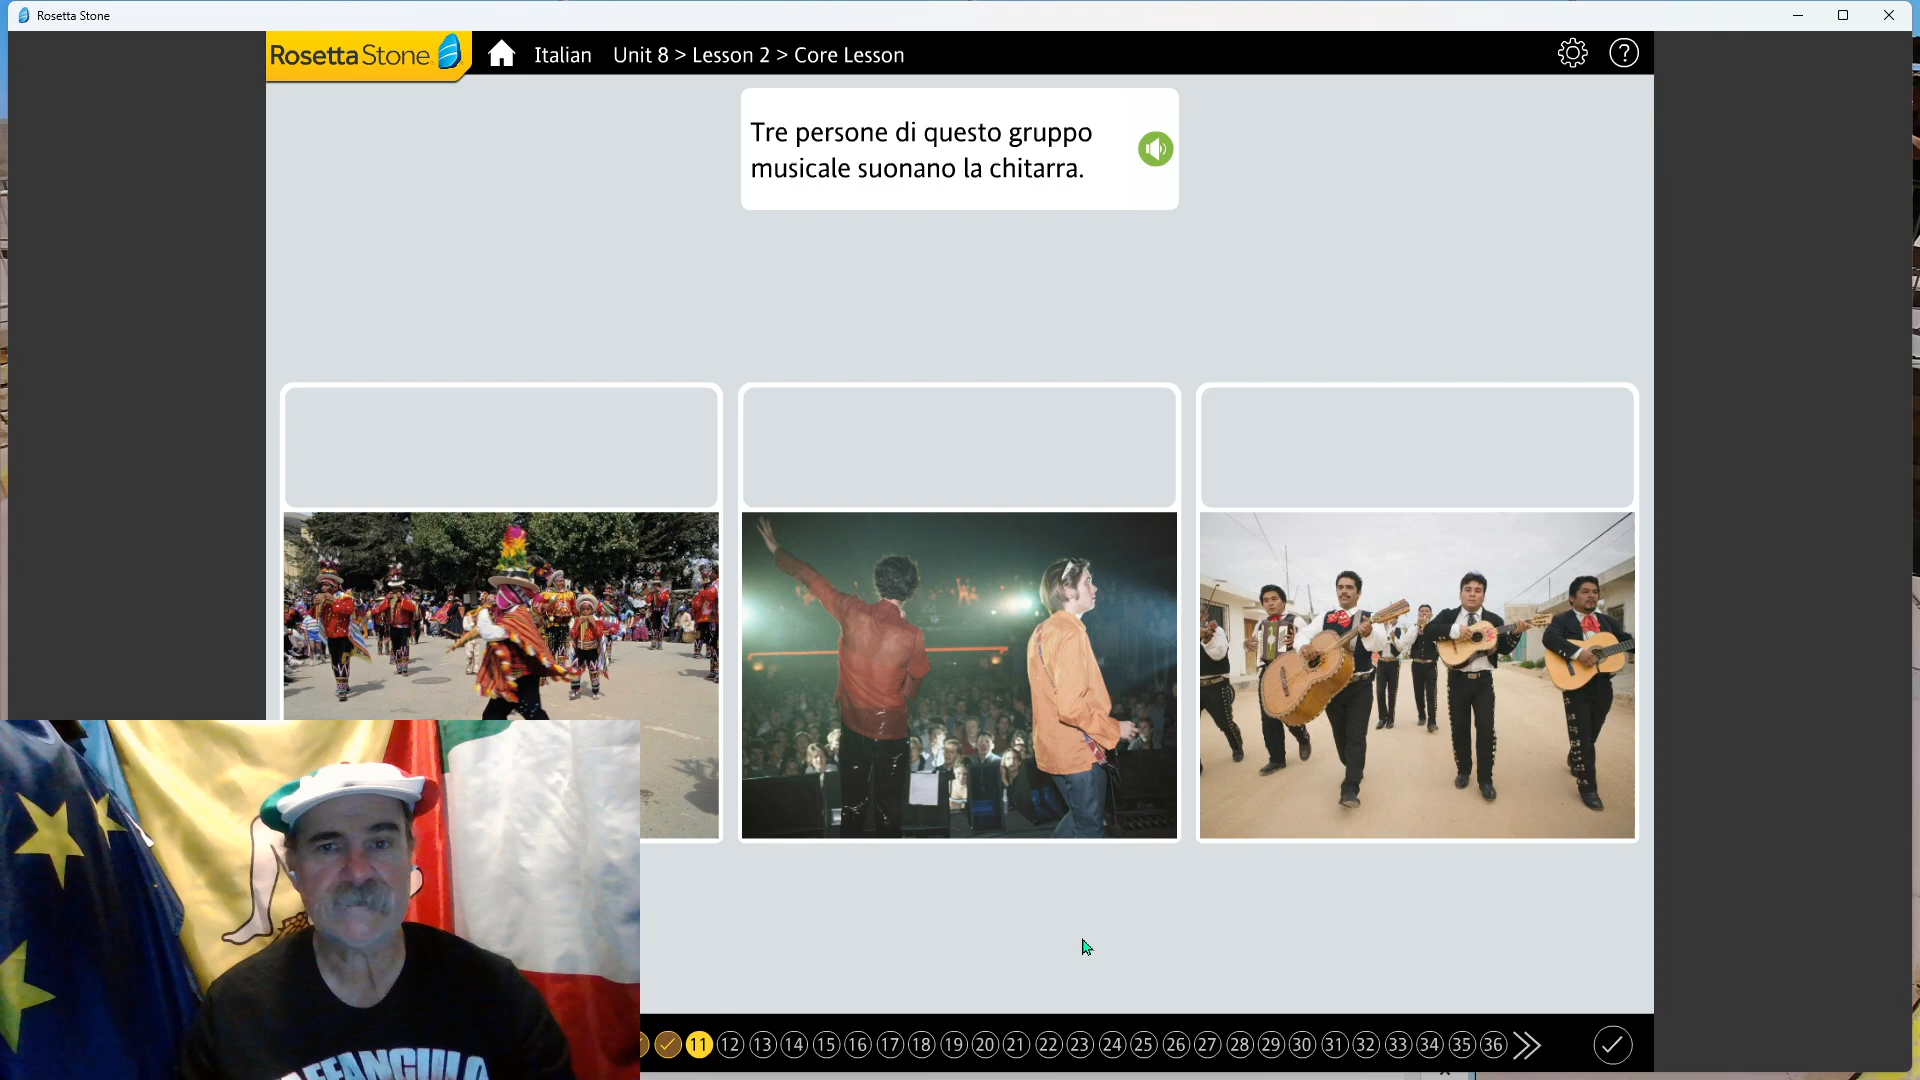 Rosetta Stone
RosettaStone
Italian
Unit 8 > Lesson 2 > Core Lesson
?
Tre persone di questo gruppo
musicale suonano la chitarra.
11 12 13 14 15 16 17 18 19 20 21 22 23 24 25 26 27 28 29 30 31 32 33 34 35 36
AFFANGULO